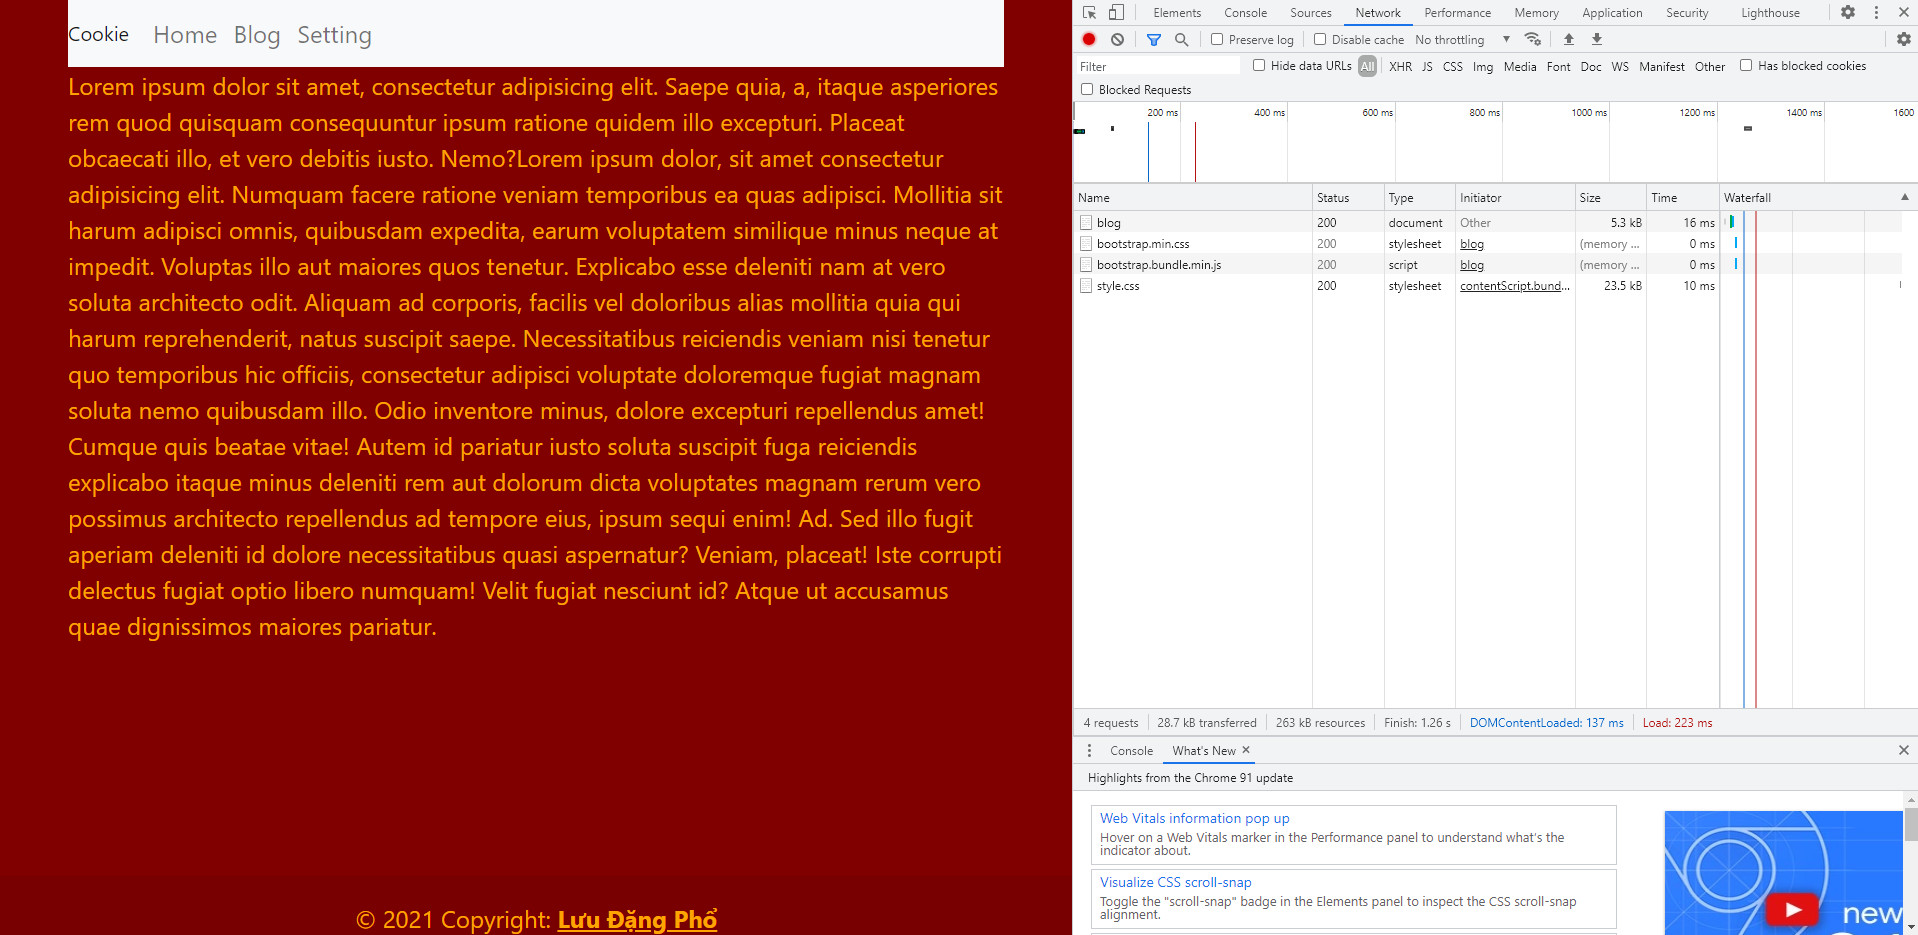 Cookie Home Blog Setting
Lorem ipsum dolor sit amet, consectetur adipisicing elit. Saepe quia, a, itaque asperiores
rem quod quisquam consequuntur ipsum ratione quidem illo excepturi. Placeat
obcaecati illo, et vero debitis iusto. Nemo?Lorem ipsum dolor, sit amet consectetur
adipisicing elit. Numquam facere ratione veniam temporibus ea quas adipisci. Mollitia sit
harum adipisci omnis, quibusdam expedita, earum voluptatem similique minus neque at
impedit. Voluptas illo aut maiores quos tenetur. Explicabo esse deleniti nam at vero
soluta architecto odit. Aliquam ad corporis, facilis vel doloribus alias mollitia quia qui
harum reprehenderit, natus suscipit saepe. Necessitatibus reiciendis veniam nisi tenetur
quo temporibus hic officiis, consectetur adipisci voluptate doloremque fugiat magnam
soluta nemo quibusdam illo. Odio inventore minus, dolore excepturi repellendus amet!
Cumque quis beatae vitae! Autem id pariatur iusto soluta suscipit fuga reiciendis
explicabo itaque minus deleniti rem aut dolorum dicta voluptates magnam rerum vero
possimus architecto repellendus ad tempore eius, ipsum sequi enim! Ad. Sed illo fugit
aperiam deleniti id dolore necessitatibus quasi aspernatur? Veniam, placeat! Iste corrupti
delectus fugiat optio libero numquam! Velit fugiat nesciunt id? Atque ut accusamus
quae dignissimos maiores pariatur.
© 2021 Copyright: Lưu Đặng Phổ
Elements Console Sources Network Performance Memory Application Security Lighthouse
Preserve log Disable cache No throttling
Filter Hide data URLs All XHR JS CSS Img Media Font Doc WS Manifest Other Has blocked cookies
Blocked Requests
200 ms 400 ms 600 ms 800 ms 1000 ms 1200 ms 1400 ms 1600
Name Status Type Initiator Size Time Waterfall
blog 200 document Other 5.3 kB 16 ms
bootstrap.min.css 200 stylesheet blog (memory ... 0 ms
bootstrap.bundle.min.js 200 script blog (memory ... 0 ms
style.css 200 stylesheet contentScript.bund... 23.5 kB 10 ms
4 requests 28.7 kB transferred 263 kB resources Finish: 1.26 s DOMContentLoaded: 137 ms Load: 223 ms
Console What's New
Highlights from the Chrome 91 update
Web Vitals information pop up
Hover on a Web Vitals marker in the Performance panel to understand what's the
indicator about.
Visualize CSS scroll-snap
Toggle the "scroll-snap" badge in the Elements panel to inspect the CSS scroll-snap
alignment.
new